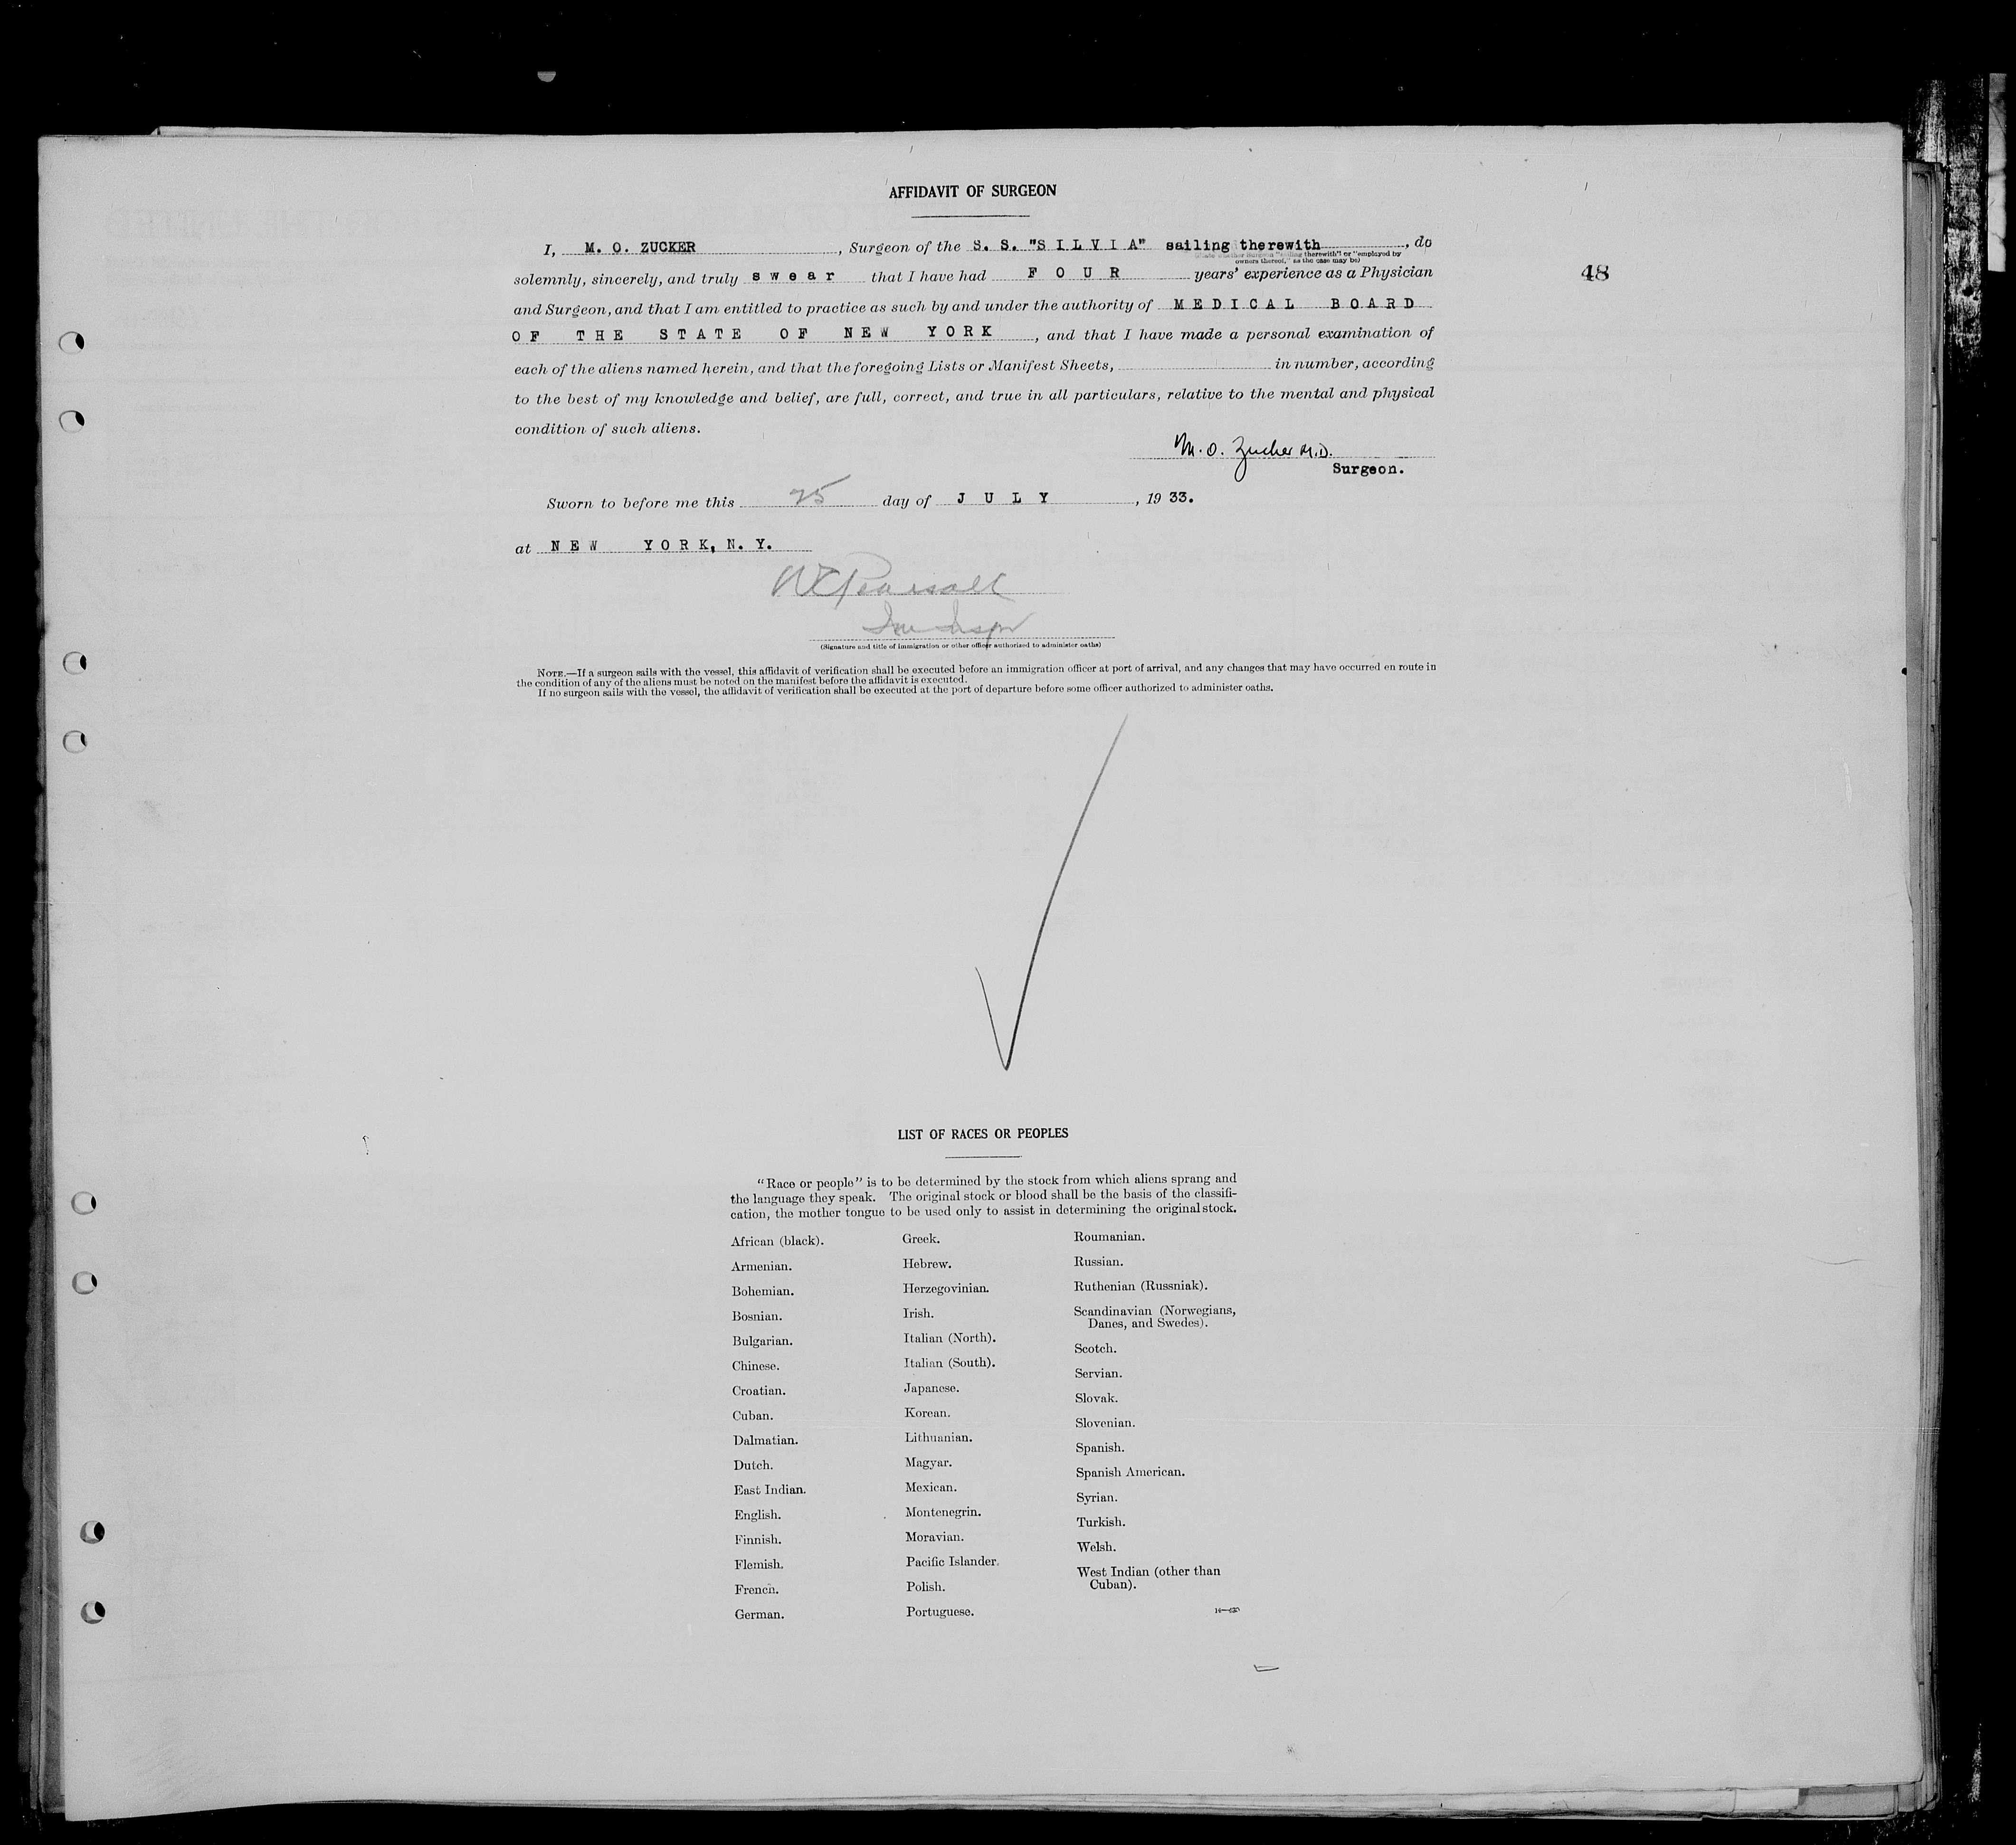 AFFIDAVIT OF SURGEON
I, M. O. ZUCKER, Surgeon of the S. S. "S I L V I A" sailing therewith, do
therewith" or "employed by
owners thereof," as the case may be)
48
solemnly, sincerely, and truly s w e a r that I have had F O U R years' experience as a Physician
and Surgeon, and that I am entitled to practice as such by and under the authority of M E D I C A L B O A R D
O F T H E S T A T E O F N E W Y O R K, and that I have made a personal examination of
each of the aliens named herein, and that the foregoing Lists or Manifest Sheets, in number, according
to the best of my knowledge and belief, are full, correct, and true in all particulars, relative to the mental and physical
condition of such aliens.
M. O. Zucker M.D.
Surgeon.
Sworn to before me this 25 day of J U L Y, 19 33.
at N E W Y O R K, N. Y.
W Pearsall
Imm Inspr
(Signature and title of immigration or other officer authorized to administer oaths)
NOTE.—If a surgeon sails with the vessel, this affidavit of verification shall be executed before an immigration officer at port of arrival, and any changes that may have occurred en route in
the condition of any of the aliens must be noted on the manifest before the affidavit is executed.
If no surgeon sails with the vessel, the affidavit of verification shall be executed at the port of departure before some officer authorized to administer oaths.
LIST OF RACES OR PEOPLES
"Race or people" is to be determined by the stock from which aliens sprang and
the language they speak. The original stock or blood shall be the basis of the classifi-
cation, the mother tongue to be used only to assist in determining the original stock.
African (black).
Armenian.
Bohemian.
Bosnian.
Bulgarian.
Chinese.
Croatian.
Cuban.
Dalmatian.
Dutch.
East Indian.
English.
Finnish.
Flemish.
French.
German.
Greek.
Hebrew.
Herzegovinian.
Irish.
Italian (North).
Italian (South).
Japanese.
Korean.
Lithuanian.
Magyar.
Mexican.
Montenegrin.
Moravian.
Pacific Islander.
Polish.
Portuguese.
Roumanian.
Russian.
Ruthenian (Russniak).
Scandinavian (Norwegians,
Danes, and Swedes).
Scotch.
Servian.
Slovak.
Slovenian.
Spanish.
Spanish American.
Syrian.
Turkish.
Welsh.
West Indian (other than
Cuban).